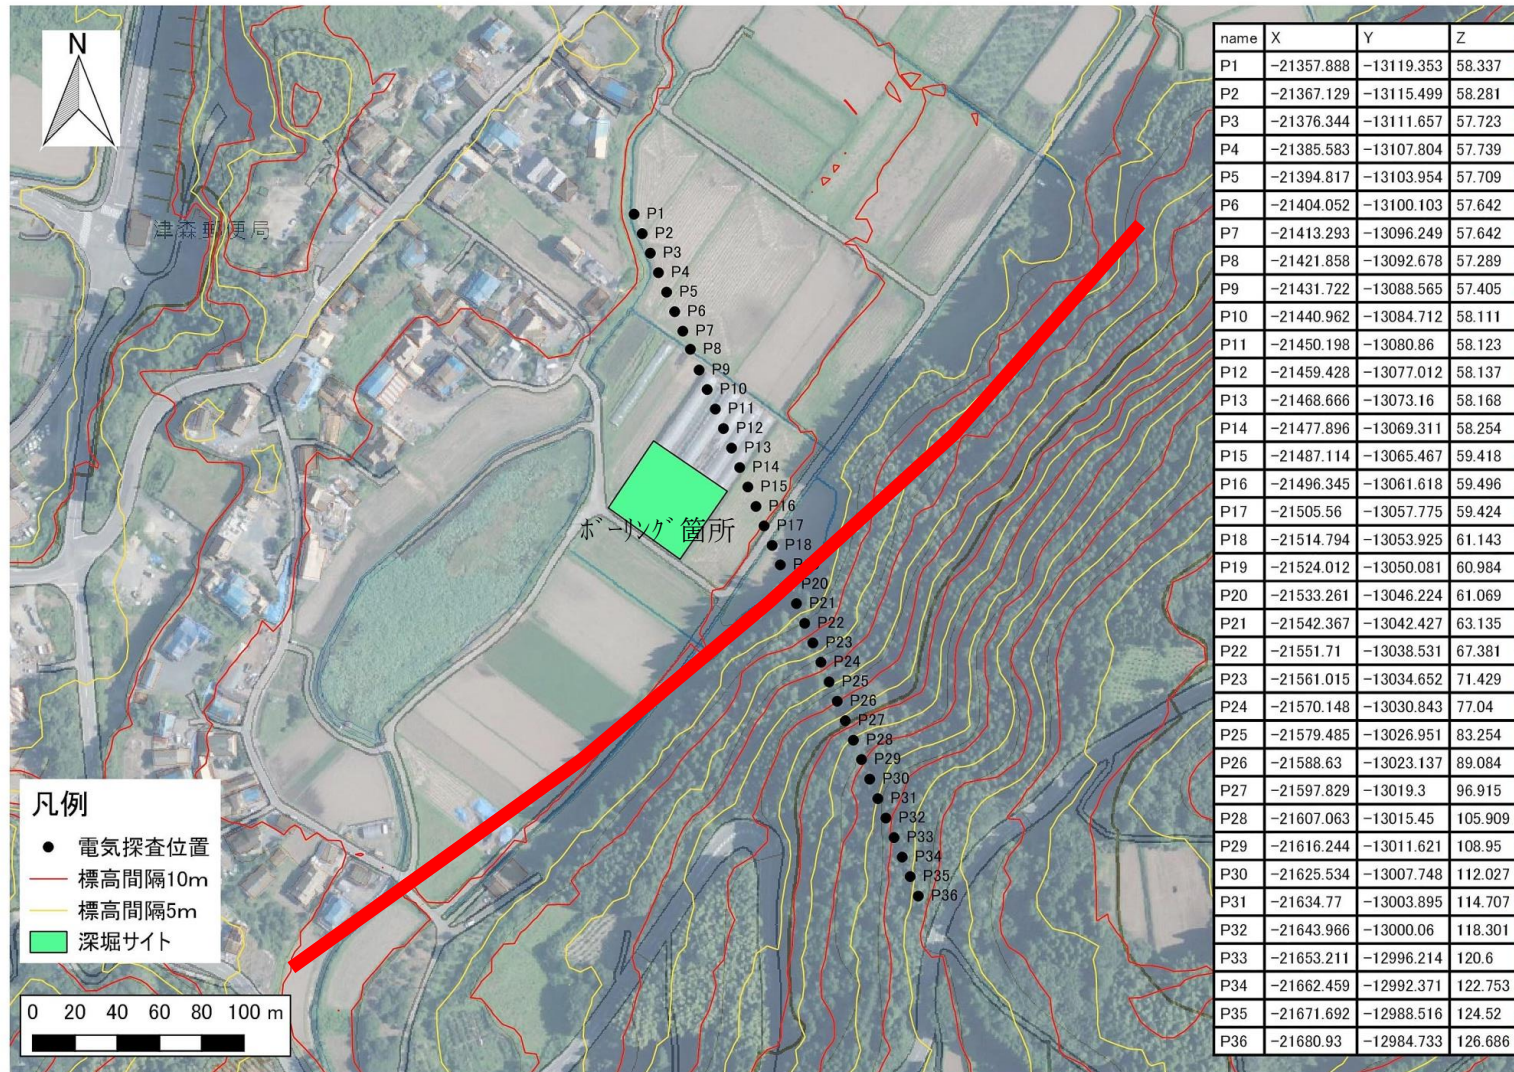 N
津森郵便局
P1
P2
P3
P4
P5
P6
P7
P8
P9
P10
P11
P12
P13
P14
P15
P16
P17
P18
P20
P21
P22
P23
P24
P25
P26
P27
P28
P29
P30
P31
P32
P33
P34
P35
P36
ボーリング箇所
凡例
電気探査位置
標高間隔10m
標高間隔5m
深堀サイト
0 20 40 60 80 100 m
name X Y Z
P1 -21357.888 -13119.353 58.337
P2 -21367.129 -13115.499 58.281
P3 -21376.344 -13111.657 57.723
P4 -21385.583 -13107.804 57.739
P5 -21394.817 -13103.954 57.709
P6 -21404.052 -13100.103 57.642
P7 -21413.293 -13096.249 57.642
P8 -21421.858 -13092.678 57.289
P9 -21431.722 -13088.565 57.405
P10 -21440.962 -13084.712 58.111
P11 -21450.198 -13080.86 58.123
P12 -21459.428 -13077.012 58.137
P13 -21468.666 -13073.16 58.168
P14 -21477.896 -13069.311 58.254
P15 -21487.114 -13065.467 59.418
P16 -21496.345 -13061.618 59.496
P17 -21505.56 -13057.775 59.424
P18 -21514.794 -13053.925 61.143
P19 -21524.012 -13050.081 60.984
P20 -21533.261 -13046.224 61.069
P21 -21542.367 -13042.427 63.135
P22 -21551.71 -13038.531 67.381
P23 -21561.015 -13034.652 71.429
P24 -21570.148 -13030.843 77.04
P25 -21579.485 -13026.951 83.254
P26 -21588.63 -13023.137 89.084
P27 -21597.829 -13019.3 96.915
P28 -21607.063 -13015.45 105.909
P29 -21616.244 -13011.621 108.95
P30 -21625.534 -13007.748 112.027
P31 -21634.77 -13003.895 114.707
P32 -21643.966 -13000.06 118.301
P33 -21653.211 -12996.214 120.6
P34 -21662.459 -12992.371 122.753
P35 -21671.692 -12988.516 124.52
P36 -21680.93 -12984.733 126.686